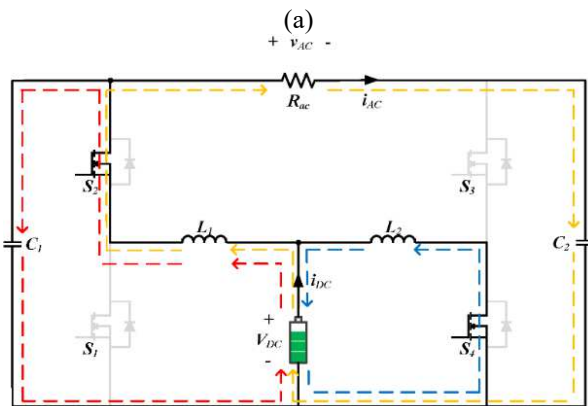 (a)
+ vAC -
Rac
iAC
S2
S3
L1
L2
C1
C2
iDC
+
VDC
-
S1
S4